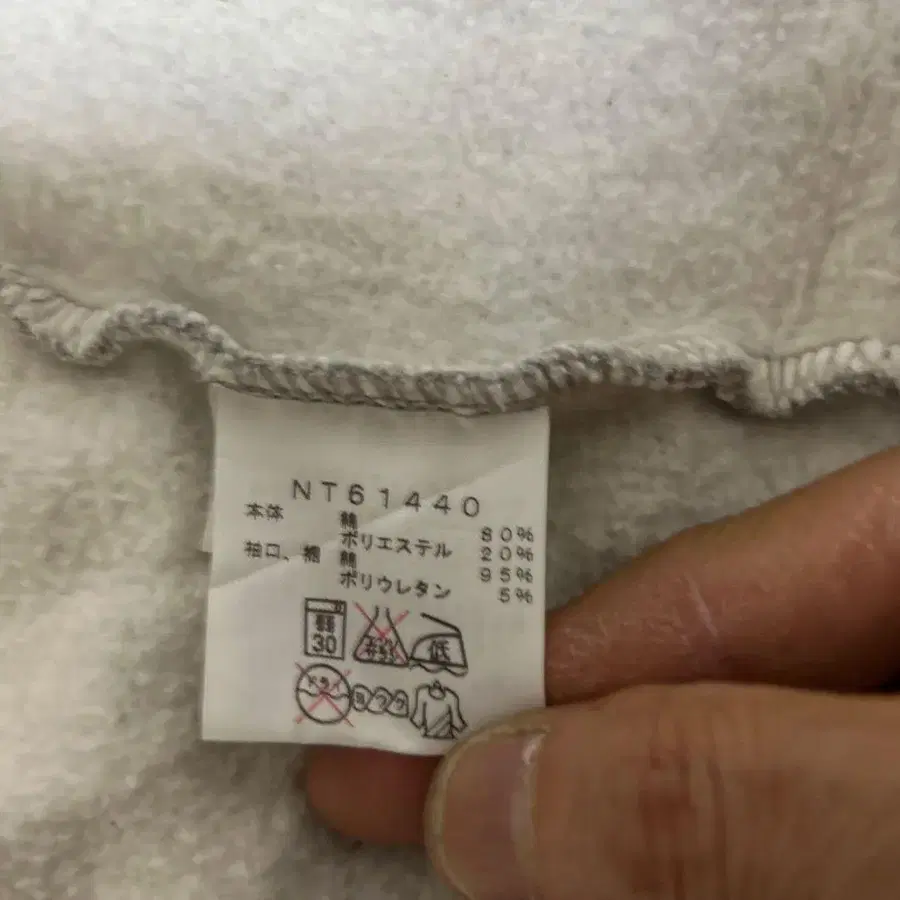 NT61440
本体 綿 80%
ポリエステル 20%
袖口、裾 綿 95%
ポリウレタン 5%
30
低
ドライ